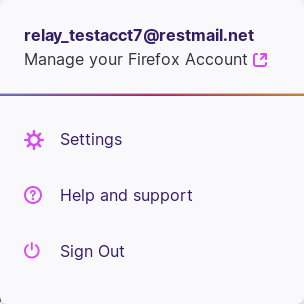 relay_testacct7@restmail.net
Manage your Firefox Account
Settings
Help and support
Sign Out